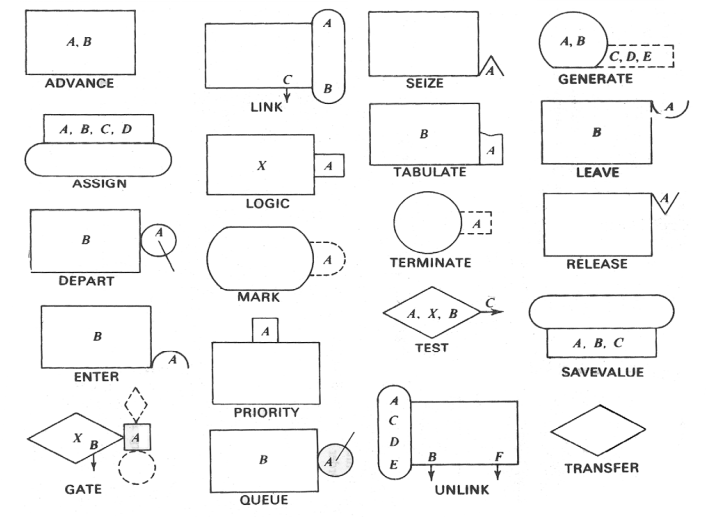 A, B
ADVANCE
A, B, C, D
ASSIGN
B
A
DEPART
B
A
ENTER
X
B
A
GATE
A
C
B
LINK
X
A
LOGIC
A
MARK
A
PRIORITY
B
A
QUEUE
A
SEIZE
B
A
TABULATE
A
TERMINATE
A, X, B
C
TEST
A
C
D
E
B
F
UNLINK
A, B
C, D, E
GENERATE
A
B
LEAVE
A
RELEASE
A, B, C
SAVEVALUE
TRANSFER